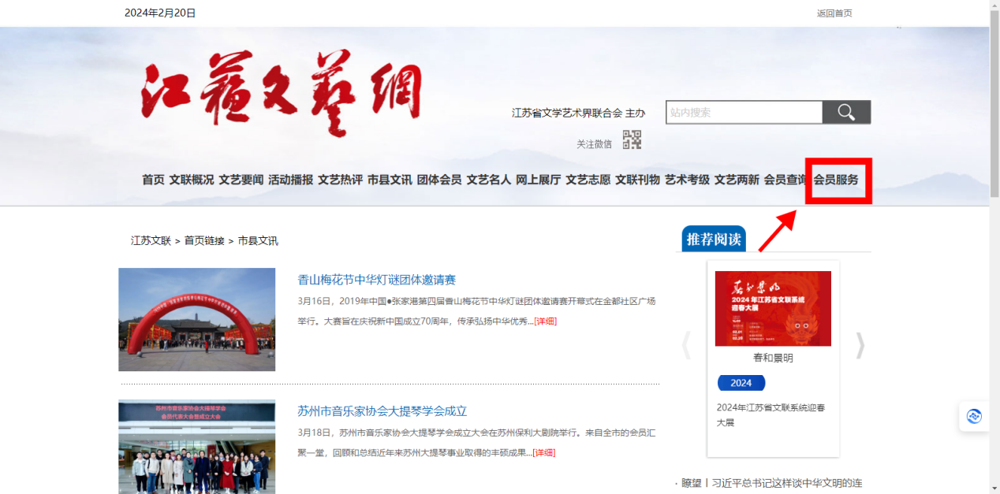 2024年2月20日
返回首页
江蘇文藝網
江苏省文学艺术界联合会 主办
站内搜索
关注微信
首页 文联概况 文艺要闻 活动播报 文艺热评 市县文讯 团体会员 文艺名人 网上展厅 文艺志愿 文联刊物 艺术考级 文艺两新 会员查询 会员服务
江苏文联 > 首页链接 > 市县文讯
推荐阅读
香山梅花节中华灯谜团体邀请赛
3月16日，2019年中国●张家港第四届香山梅花节中华灯谜团体邀请赛开幕式在金都社区广场
举行。大赛旨在庆祝新中国成立70周年，传承弘扬中华优秀...[详细]
春和景明
2024 年江苏省文联系统
迎春大展
春和景明
2024
2024年江苏省文联系统迎春
大展
苏州市音乐家协会大提琴学会
会员代表大会暨成立大会
苏州市音乐家协会大提琴学会成立
3月18日，苏州市音乐家协会大提琴学会成立大会在苏州保利大剧院举行。来自全市的会员汇
聚一堂，回顾和总结近年来苏州大提琴事业取得的丰硕成果...[详细]
· 瞭望丨习近平总书记这样谈中华文明的连